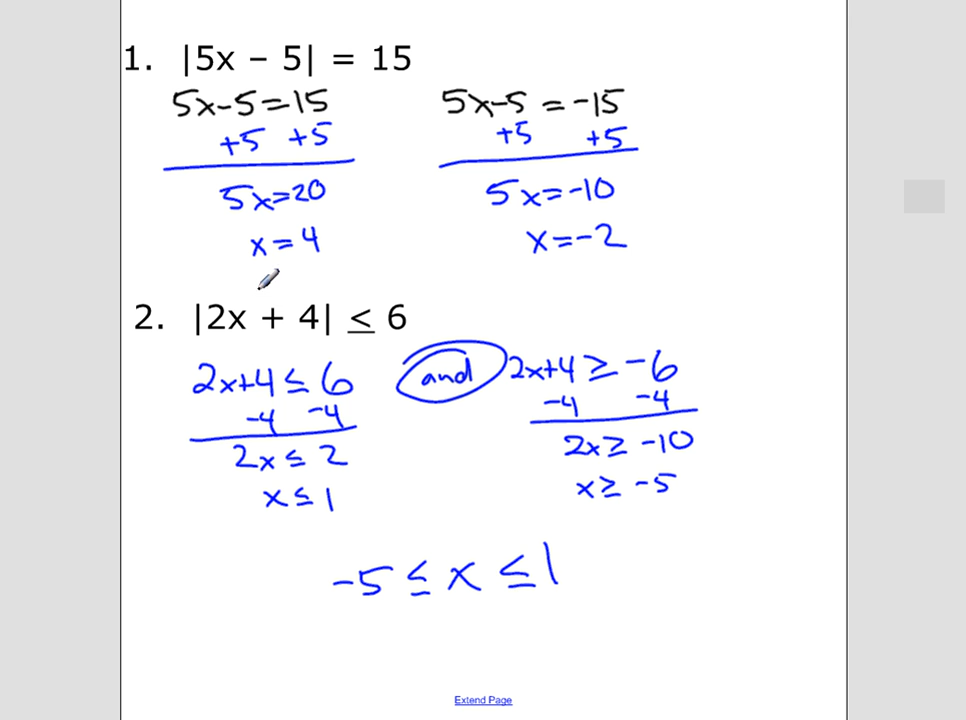 1. |5x – 5| = 15
5x-5=15 5x-5=-15
+5 +5 +5 +5
5x=20 5x=-10
x=4 x=-2
2. |2x + 4| ≤ 6
2x+4≤6 and 2x+4≥-6
-4 -4 -4 -4
2x≤2 2x≥-10
x≤1 x≥-5
-5≤x≤1
Extend Page